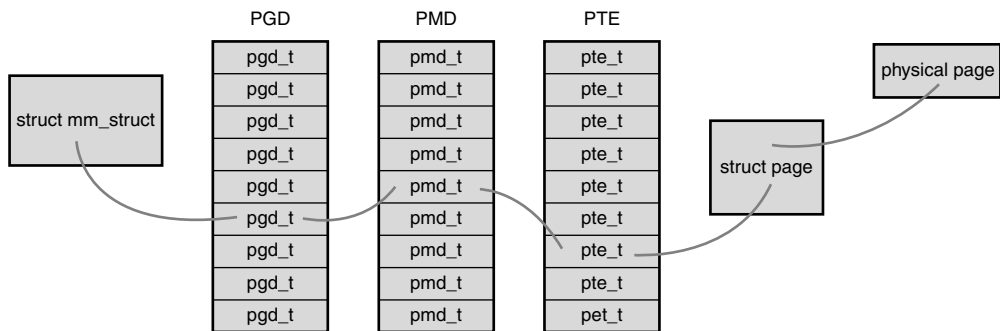 PGD PMD PTE
struct mm_struct
pgd_t
pgd_t
pgd_t
pgd_t
pgd_t
pgd_t
pgd_t
pgd_t
pgd_t
pmd_t
pmd_t
pmd_t
pmd_t
pmd_t
pmd_t
pmd_t
pmd_t
pmd_t
pte_t
pte_t
pte_t
pte_t
pte_t
pte_t
pte_t
pte_t
pet_t
struct page
physical page